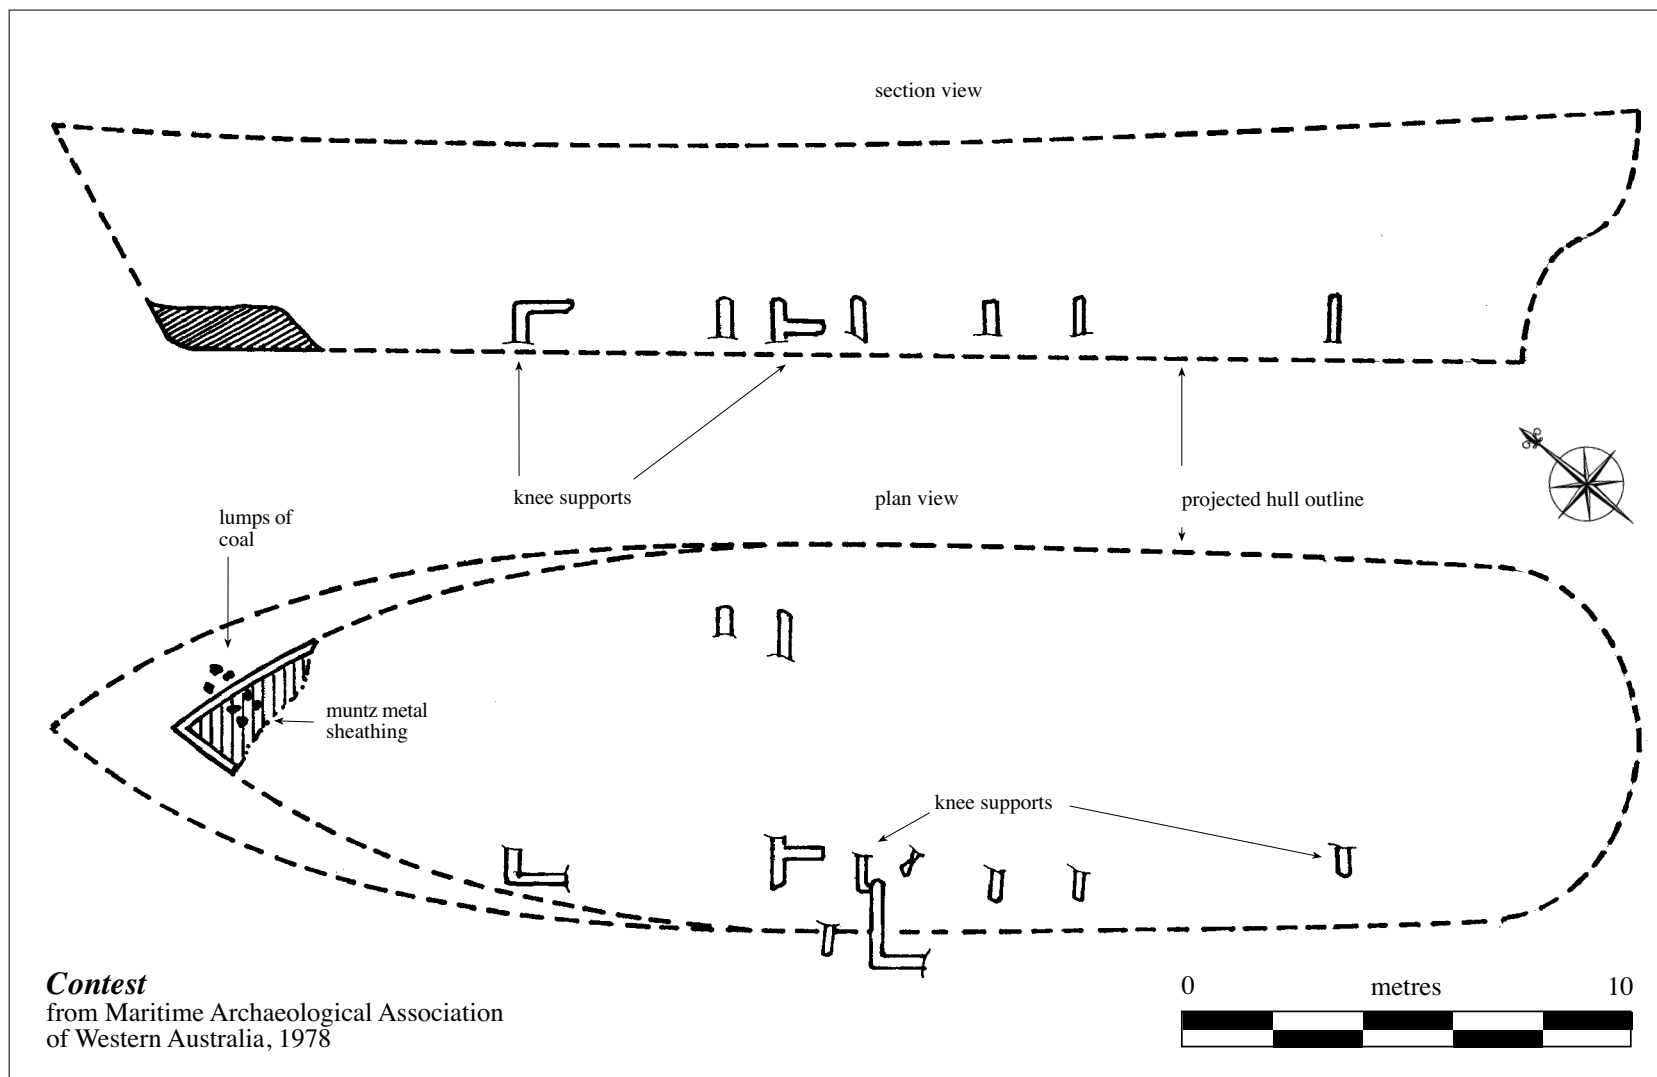 section view
knee supports
plan view
projected hull outline
lumps of
coal
muntz metal
sheathing
knee supports
Contest
from Maritime Archaeological Association
of Western Australia, 1978
0 metres 10